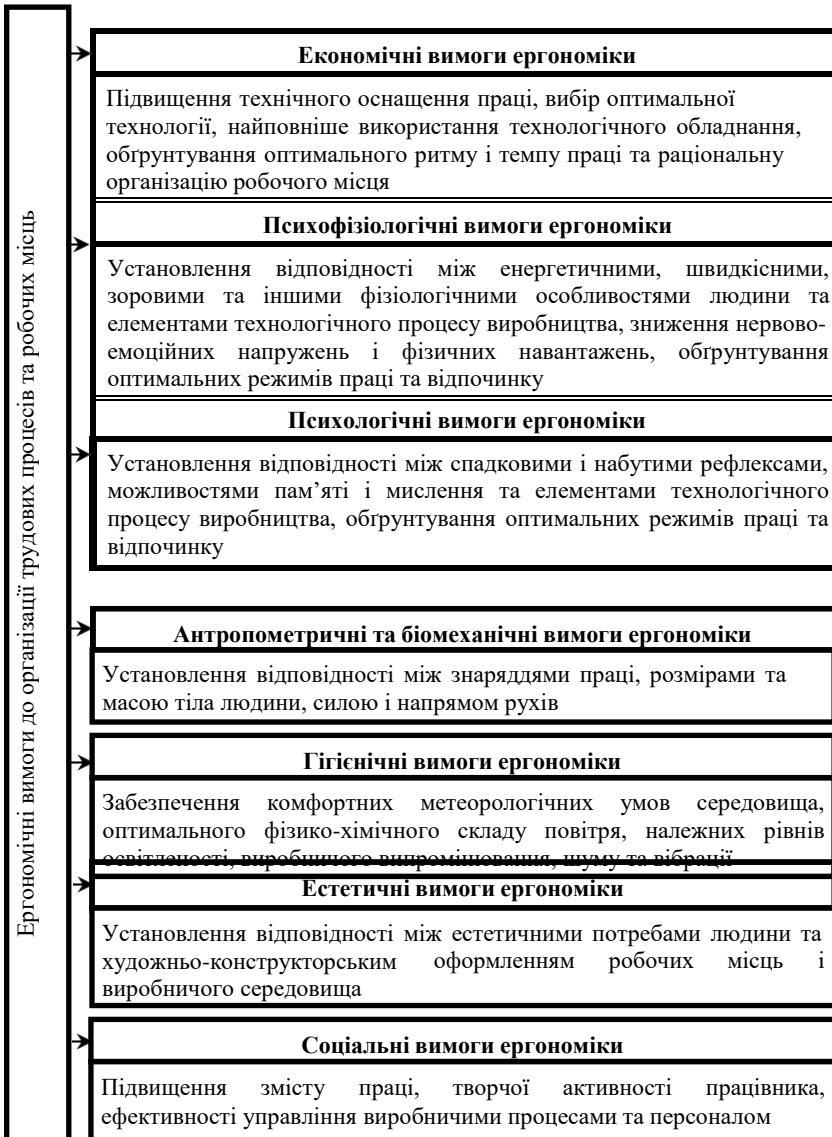 Ергономічні вимоги до організації трудових процесів та робочих місць
Економічні вимоги ергономіки
Підвищення технічного оснащення праці, вибір оптимальної
технології, найповніше використання технологічного обладнання,
обґрунтування оптимального ритму і темпу праці та раціональну
організацію робочого місця
Психофізіологічні вимоги ергономіки
Установлення відповідності між енергетичними, швидкісними,
зоровими та іншими фізіологічними особливостями людини та
елементами технологічного процесу виробництва, зниження нервово-
емоційних напружень і фізичних навантажень, обґрунтування
оптимальних режимів праці та відпочинку
Психологічні вимоги ергономіки
Установлення відповідності між спадковими і набутими рефлексами,
можливостями пам’яті і мислення та елементами технологічного
процесу виробництва, обґрунтування оптимальних режимів праці та
відпочинку
Антропометричні та біомеханічні вимоги ергономіки
Установлення відповідності між знаряддями праці, розмірами та
масою тіла людини, силою і напрямом рухів
Гігієнічні вимоги ергономіки
Забезпечення комфортних метеорологічних умов середовища,
оптимального фізико-хімічного складу повітря, належних рівнів
освітленості, виробничого випромінювання, шуму та вібрації
Естетичні вимоги ергономіки
Установлення відповідності між естетичними потребами людини та
художньо-конструкторським оформленням робочих місць і
виробничого середовища
Соціальні вимоги ергономіки
Підвищення змісту праці, творчої активності працівника,
ефективності управління виробничими процесами та персоналом